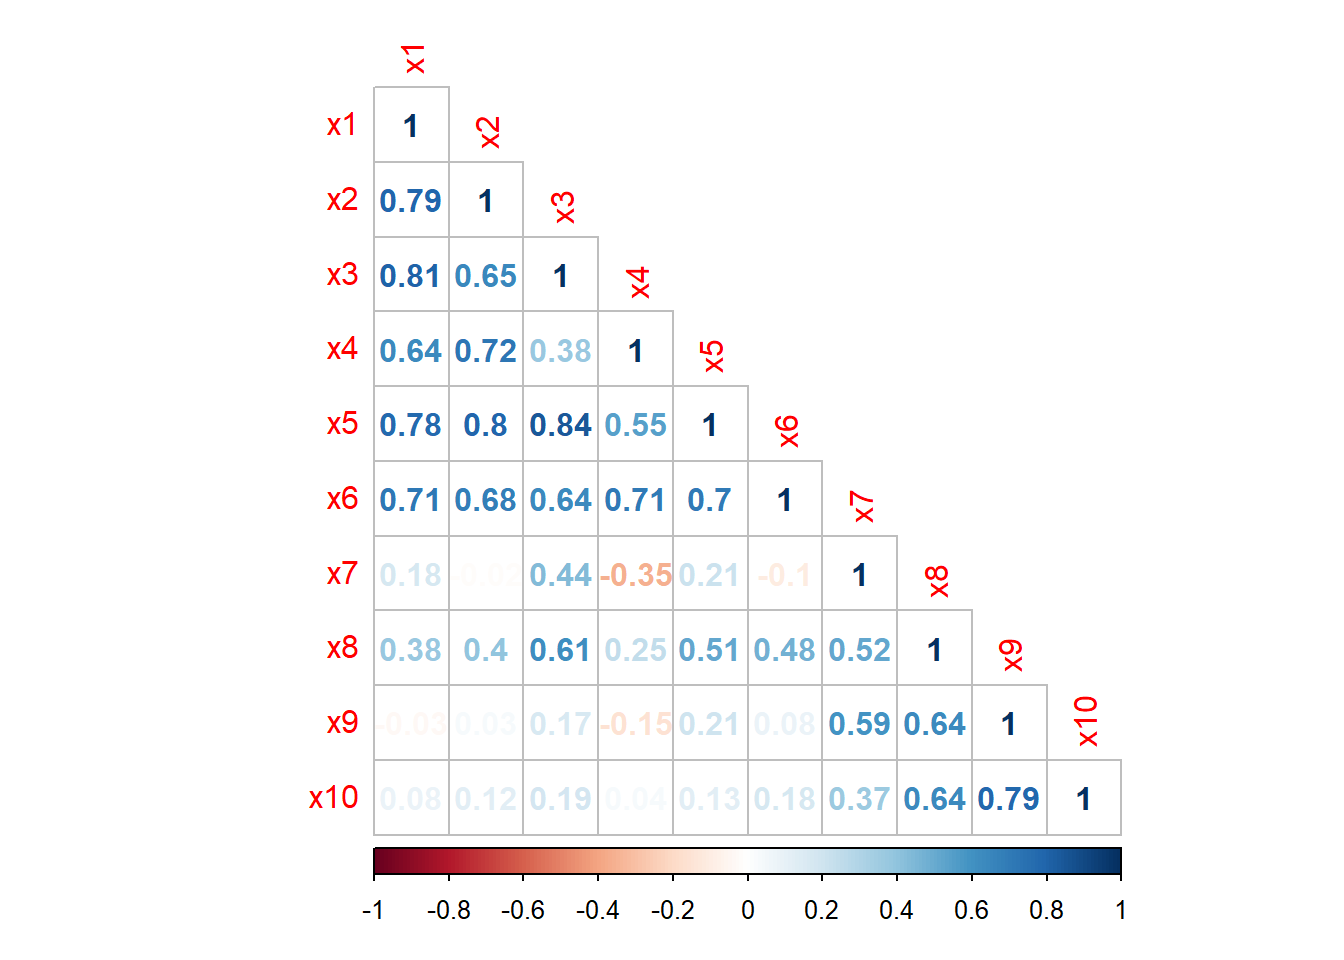 x1
x1 1 x2
x2 0.79 1 x3
x3 0.81 0.65 1 x4
x4 0.64 0.72 0.38 1 x5
x5 0.78 0.8 0.84 0.55 1 x6
x6 0.71 0.68 0.64 0.71 0.7 1 x7
x7 0.18 -0.02 0.44 -0.35 0.21 -0.1 1 x8
x8 0.38 0.4 0.61 0.25 0.51 0.48 0.52 1 x9
x9 -0.03 0.03 0.17 -0.15 0.21 0.08 0.59 0.64 1 x10
x10 0.08 0.12 0.19 0.04 0.13 0.18 0.37 0.64 0.79 1
-1 -0.8 -0.6 -0.4 -0.2 0 0.2 0.4 0.6 0.8 1